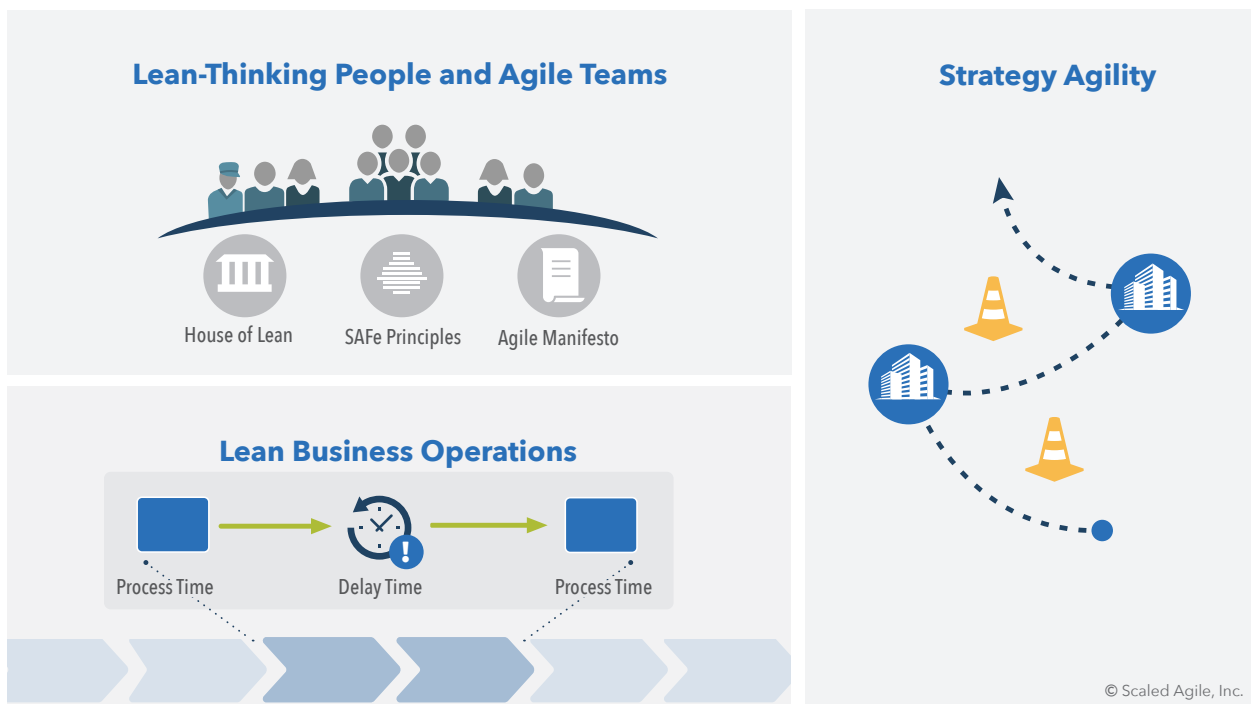 Lean-Thinking People and Agile Teams
House of Lean
SAFe Principles
Agile Manifesto
Lean Business Operations
Process Time
Delay Time
Process Time
Strategy Agility
© Scaled Agile, Inc.